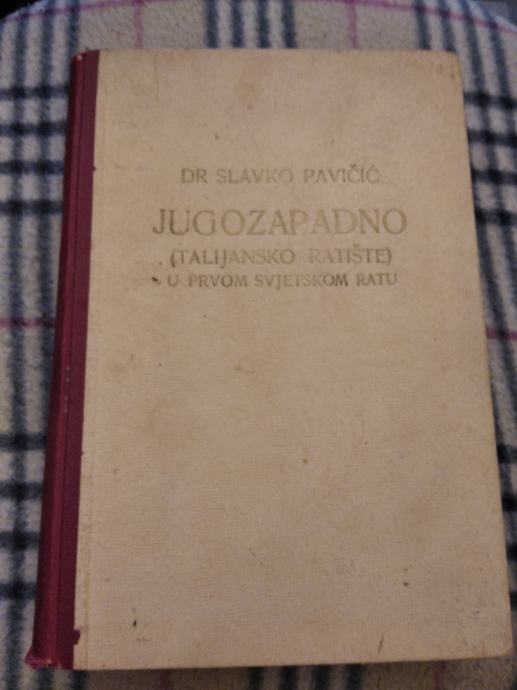 DR SLAVKO PAVIČIĆ
JUGOZAPADNO
(TALIJANSKO RATIŠTE)
U PRVOM SVJETSKOM RATU